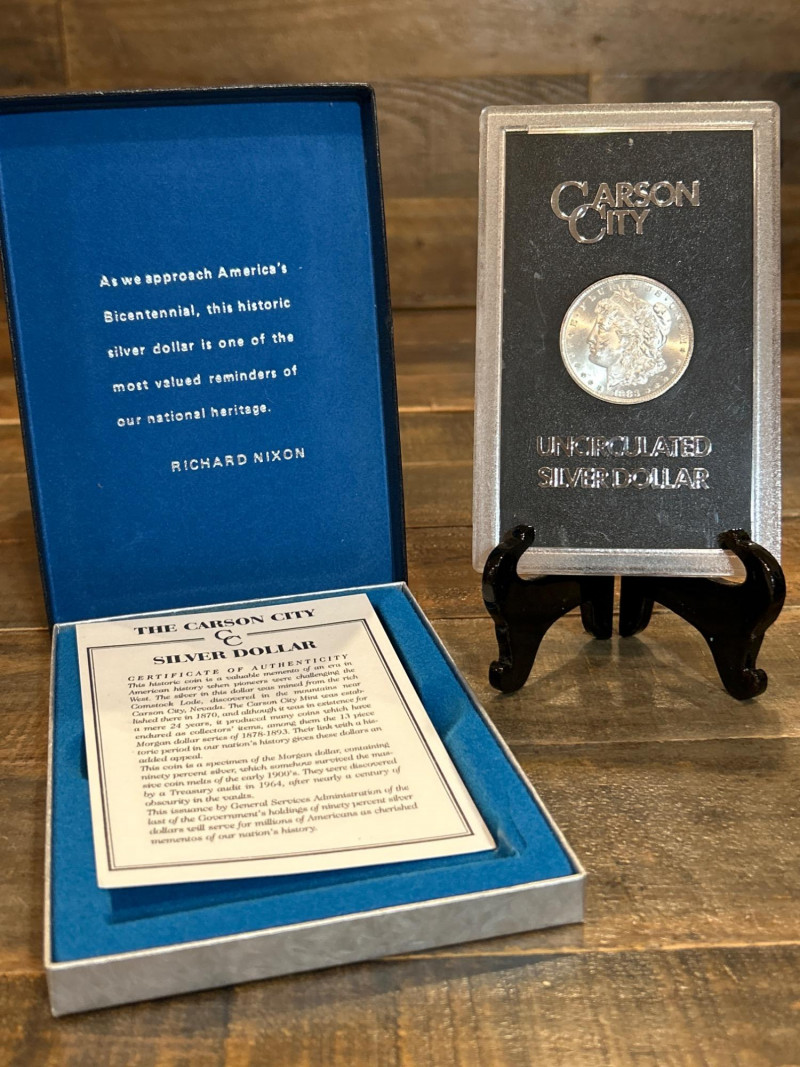 As we approach America's
Bicentennial, this historic
silver dollar is one of the
most valued reminders of
our national heritage.
RICHARD NIXON
CARSON
CITY
UNCIRCULATED
SILVER DOLLAR
THE CARSON CITY
CC
SILVER DOLLAR
CERTIFICATE OF AUTHENTICITY
This historic coin is a valuable memento of an era in
American history when pioneers were challenging the
West. The silver in this dollar was mined from the rich
Comstock Lode, discovered in the mountains near
Carson City, Nevada. The Carson City Mint was estab-
lished there in 1870, and although it was in existence for
a mere 24 years, it produced many coins which have
endured as collectors' items, among them the 13 piece
Morgan dollar series of 1878-1893. Their link with a his-
toric period in our nation's history gives these dollars an
added appeal.
This coin is a specimen of the Morgan dollar, containing
ninety percent silver, which somehow survived the mas-
sive coin melts of the early 1900's. They were discovered
by a Treasury audit in 1964, after nearly a century of
obscurity in the vaults.
This issuance by General Services Administration of the
last of the Government's holdings of ninety percent silver
dollars will serve for millions of Americans as cherished
mementos of our nation's history.